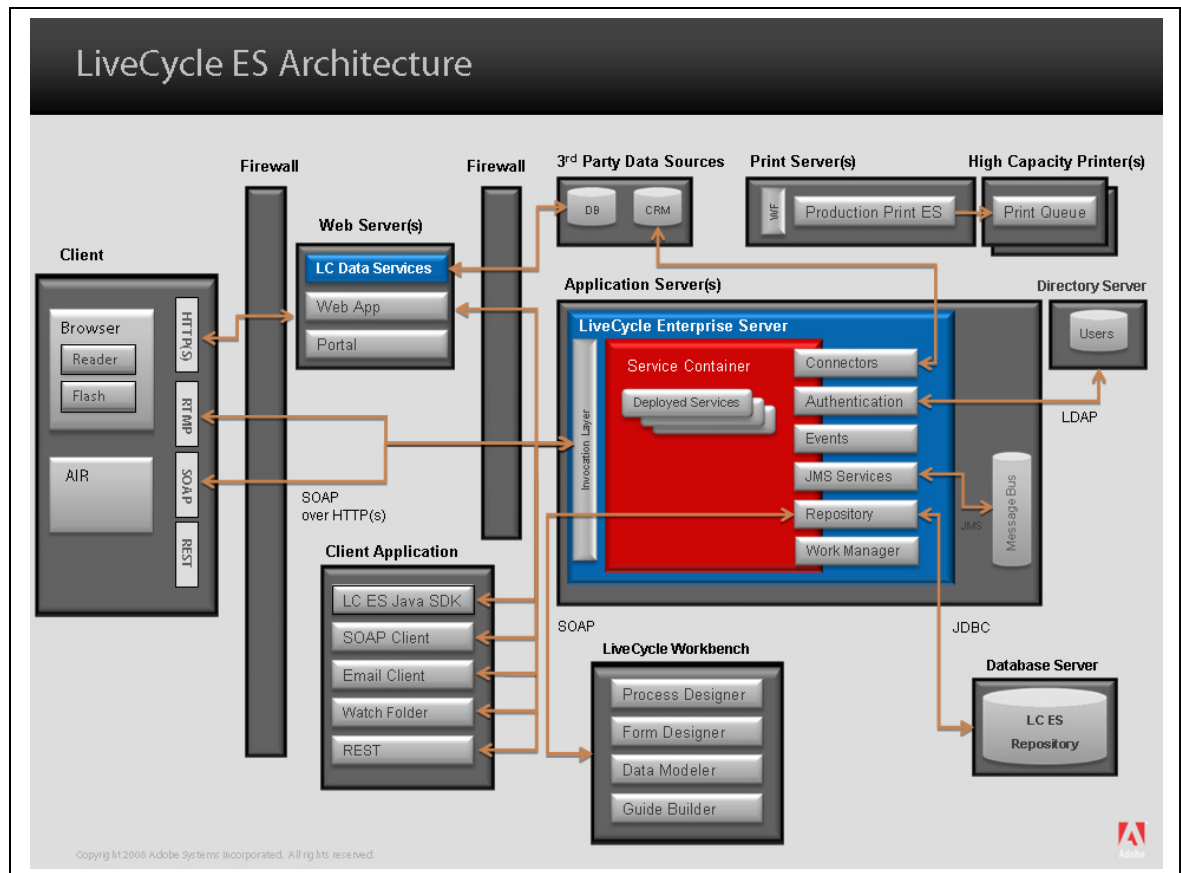 LiveCycle ES Architecture
Firewall
Firewall
3rd Party Data Sources
Print Server(s)
High Capacity Printer(s)
DB
CRM
WF
Production Print ES
Print Queue
Web Server(s)
LC Data Services
Web App
Portal
Client
Browser
Reader
Flash
AIR
HTTP(S)
RTMP
SOAP
REST
Application Server(s)
LiveCycle Enterprise Server
Invocation Layer
Service Container
Deployed Services
Connectors
Authentication
Events
JMS Services
Repository
Work Manager
JMS
Message Bus
Directory Server
Users
LDAP
SOAP
over HTTP(s)
Client Application
LC ES Java SDK
SOAP Client
Email Client
Watch Folder
REST
SOAP
LiveCycle Workbench
Process Designer
Form Designer
Data Modeler
Guide Builder
JDBC
Database Server
LC ES
Repository
Copyright 2008 Adobe Systems Incorporated. All rights reserved.
Adobe